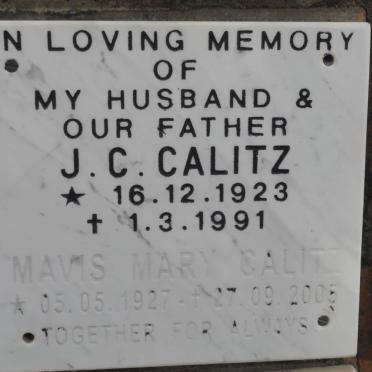 N LOVING MEMORY
OF
MY HUSBAND &
OUR FATHER
J. C. CALITZ
★ 16.12.1923
✝ 1.3.1991
MAVIS MARY CALITZ
★ 05.05.1927 - ✝ 27.09.2005
TOGETHER FOR ALWAYS